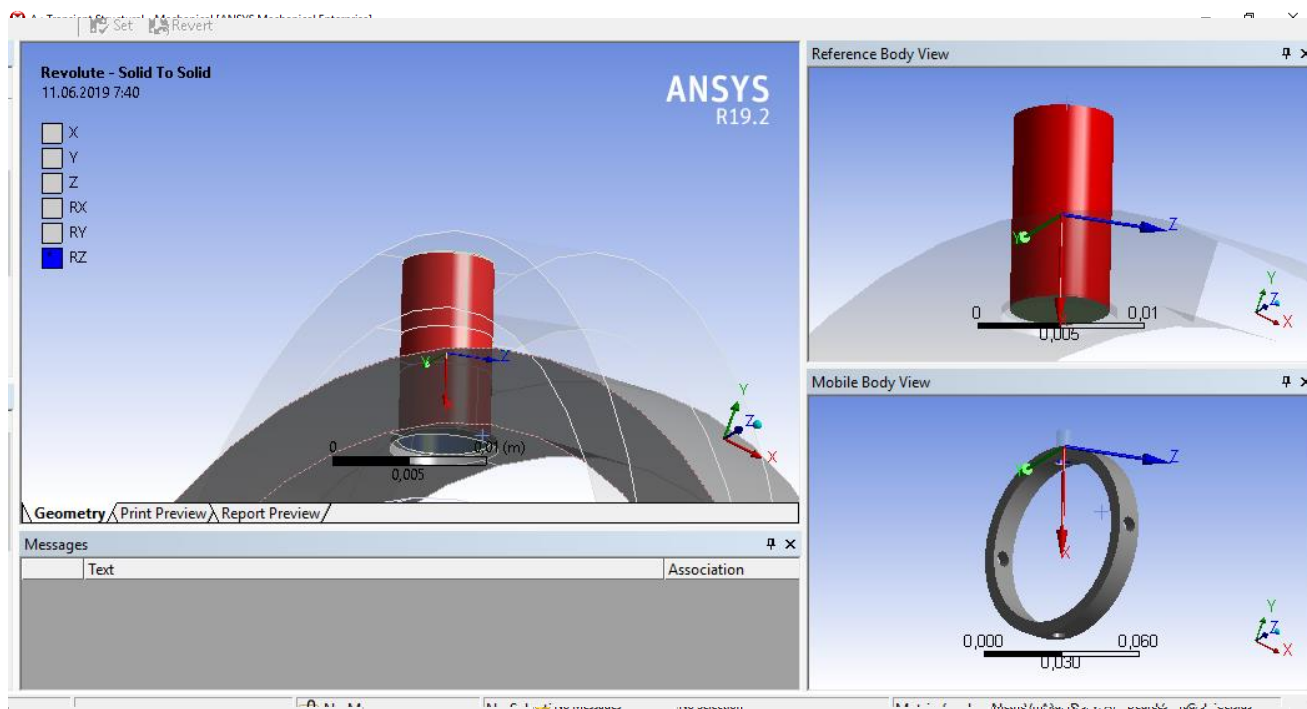 Set Revert
Revolute - Solid To Solid
11.06.2019 7:40
X
Y
Z
RX
RY
RZ
ANSYS
R19.2
Y
Z
0
0,01 (m)
0,005
Y
Z
X
Geometry Print Preview Report Preview
Messages
Text Association
Reference Body View
Z
Y
0
0,01
0,005
Y
Z
X
Mobile Body View
Z
Y
X
0,000
0,060
0,030
Y
Z
X